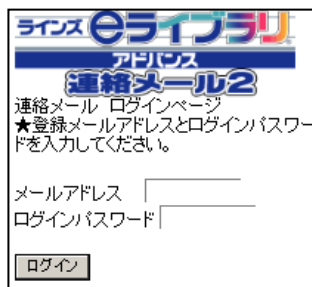 ラインズ eライブラリ
アドバンス
連絡メール2
連絡メール ログインページ
★登録メールアドレスとログインパスワー
ドを入力してください。
メールアドレス
ログインパスワード
ログイン